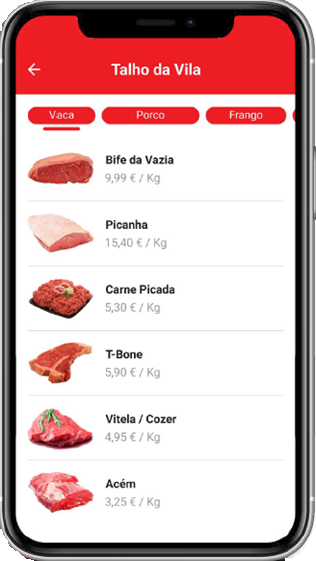 Talho da Vila
Vaca
Porco
Frango
Bife da Vazia
9,99 € / Kg
Picanha
15,40 € / Kg
Carne Picada
5,30 € / Kg
T-Bone
5,90 € / Kg
Vitela / Cozer
4,95 € / Kg
Acém
3,25 € / Kg